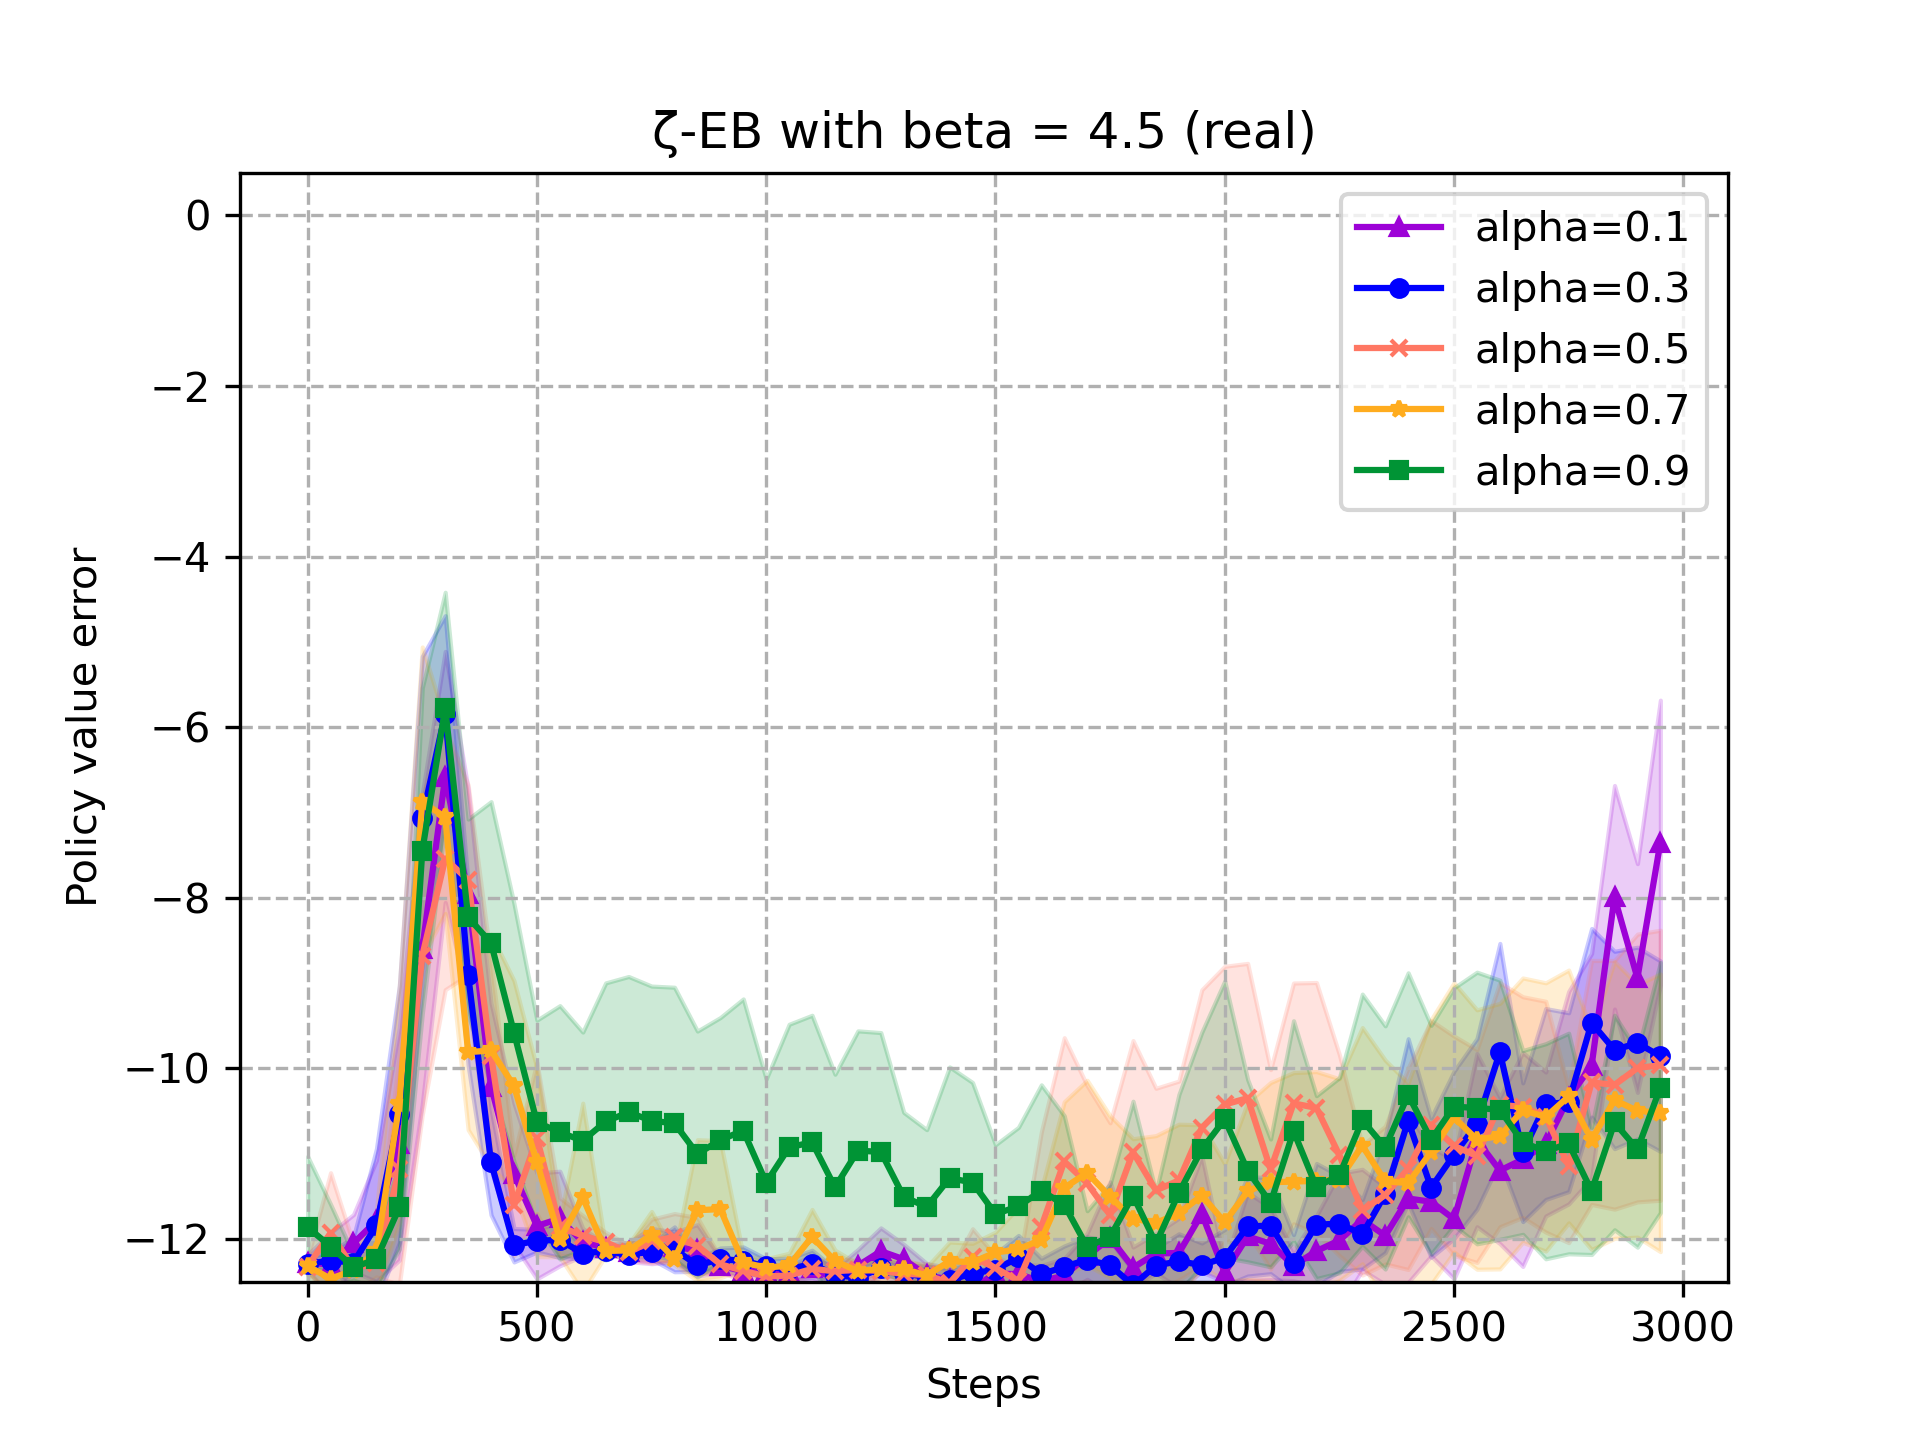 ζ-EB with beta = 4.5 (real)
0
−2
−4
−6
−8
−10
−12
Policy value error
alpha=0.1
alpha=0.3
alpha=0.5
alpha=0.7
alpha=0.9
0 500 1000 1500 2000 2500 3000
Steps